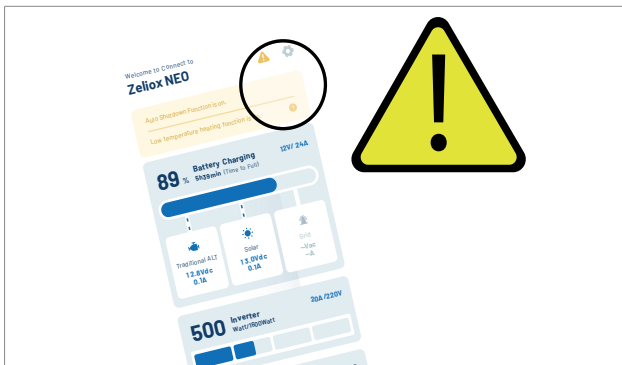 Welcome to Connect to
Zeliox NEO
Auto Shutdown Function is on.
Low temperature heating function is
89 % Battery Charging 12V/ 24A
5h39min (Time to Full)
Traditional ALT
12.8Vdc
0.1A
Solar
13.0Vdc
0.1A
Grid
--Vac
--A
500 Inverter 20A/220V
Watt/1600Watt